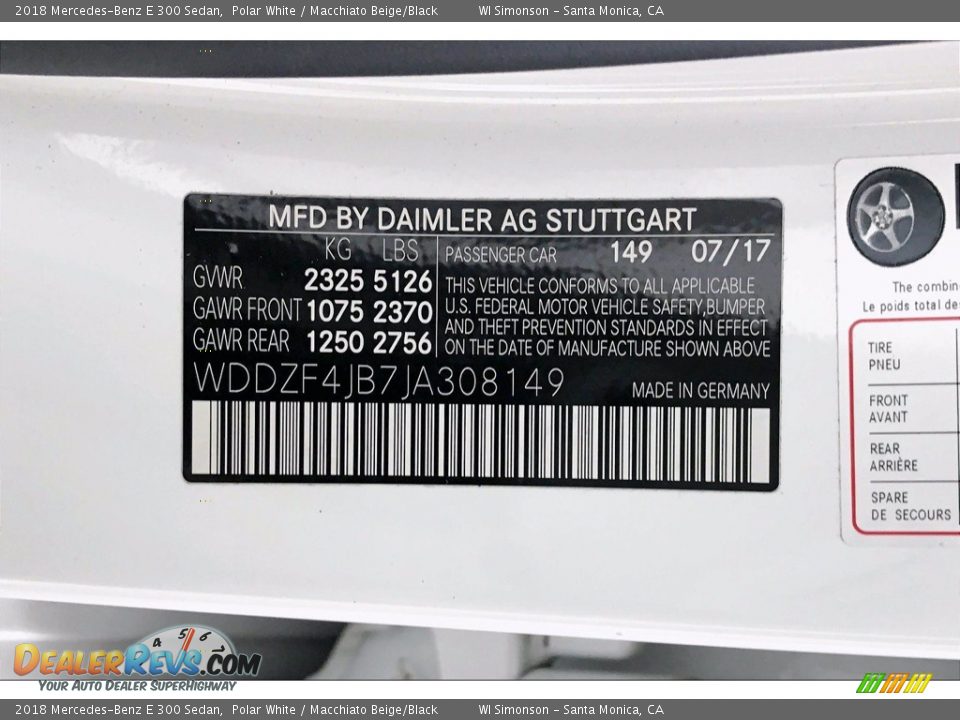 2018 Mercedes-Benz E 300 Sedan, Polar White / Macchiato Beige/Black WI Simonson - Santa Monica, CA
MFD BY DAIMLER AG STUTTGART
KG LBS
GVWR 2325 5126
GAWR FRONT 1075 2370
GAWR REAR 1250 2756
PASSENGER CAR 149 07/17
THIS VEHICLE CONFORMS TO ALL APPLICABLE
U.S. FEDERAL MOTOR VEHICLE SAFETY,BUMPER
AND THEFT PREVENTION STANDARDS IN EFFECT
ON THE DATE OF MANUFACTURE SHOWN ABOVE
WDDZF4JB7JA308149 MADE IN GERMANY
The combin
Le poids total des
TIRE
PNEU
FRONT
AVANT
REAR
ARRIÈRE
SPARE
DE SECOURS
4 5 6
DEALERREVS.COM
YOUR AUTO DEALER SUPERHIGHWAY
2018 Mercedes-Benz E 300 Sedan, Polar White / Macchiato Beige/Black WI Simonson - Santa Monica, CA